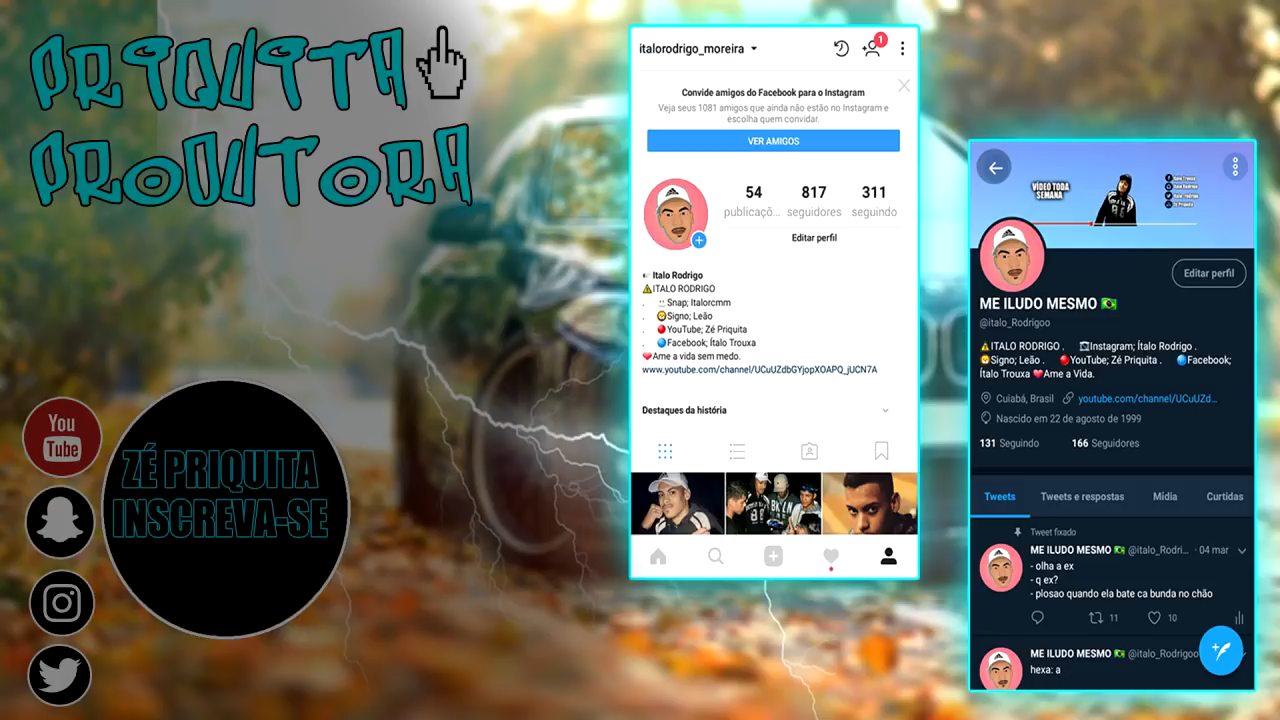 PRIQUITA
PRODUTORA
You
Tube
ZÉ PRIQUITA
INSCREVA-SE
italorodrigo_moreira
1
Convide amigos do Facebook para o Instagram
Veja seus 1081 amigos que ainda não estão no Instagram e
escolha quem convidar.
VER AMIGOS
54 817 311
publicaçõ... seguidores seguindo
Editar perfil
Italo Rodrigo
⚠ITALO RODRIGO
. Snap; Italorcmm
. Signo; Leão
. YouTube; Zé Priquita
. Facebook; Ítalo Trouxa
❤Ame a vida sem medo.
www.youtube.com/channel/UCuUZdbGYjopXOAPQ_jUCN7A
Destaques da história
VÍDEO TODA
SEMANA
Ítalo Trouxa
Zé Priquita
Editar perfil
ME ILUDO MESMO 🇧🇷
@italo_Rodrigoo
⚠ITALO RODRIGO . Instagram; Ítalo Rodrigo .
Signo; Leão . YouTube; Zé Priquita . Facebook;
Ítalo Trouxa ❤Ame a Vida.
Cuiabá, Brasil youtube.com/channel/UCuUZd...
Nascido em 22 de agosto de 1999
131 Seguindo 166 Seguidores
Tweets Tweets e respostas Mídia Curtidas
Tweet fixado
ME ILUDO MESMO 🇧🇷 @italo_Rodri... · 04 mar
- olha a ex
- q ex?
- plosao quando ela bate ca bunda no chão
11 10
ME ILUDO MESMO 🇧🇷 @italo_Rodrigoo
hexa: a